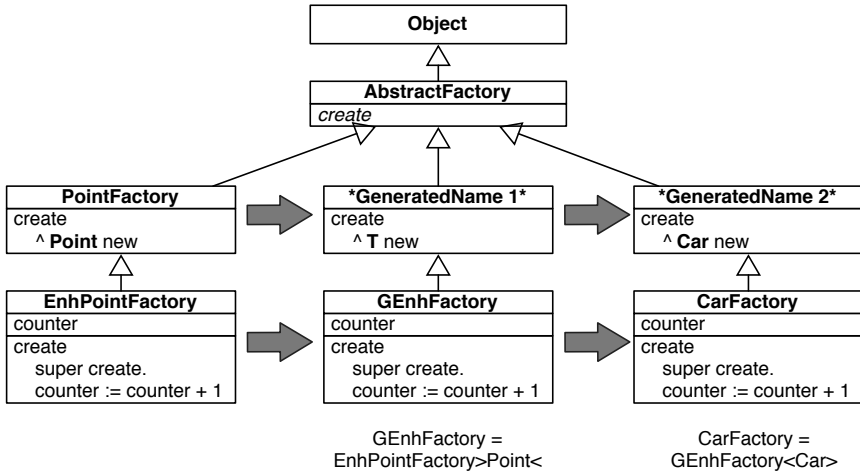 Object
AbstractFactory
create
PointFactory
create
^ Point new
*GeneratedName 1*
create
^ T new
*GeneratedName 2*
create
^ Car new
EnhPointFactory
counter
create
super create.
counter := counter + 1
GEnhFactory
counter
create
super create.
counter := counter + 1
CarFactory
counter
create
super create.
counter := counter + 1
GEnhFactory =
EnhPointFactory>Point<
CarFactory =
GEnhFactory<Car>